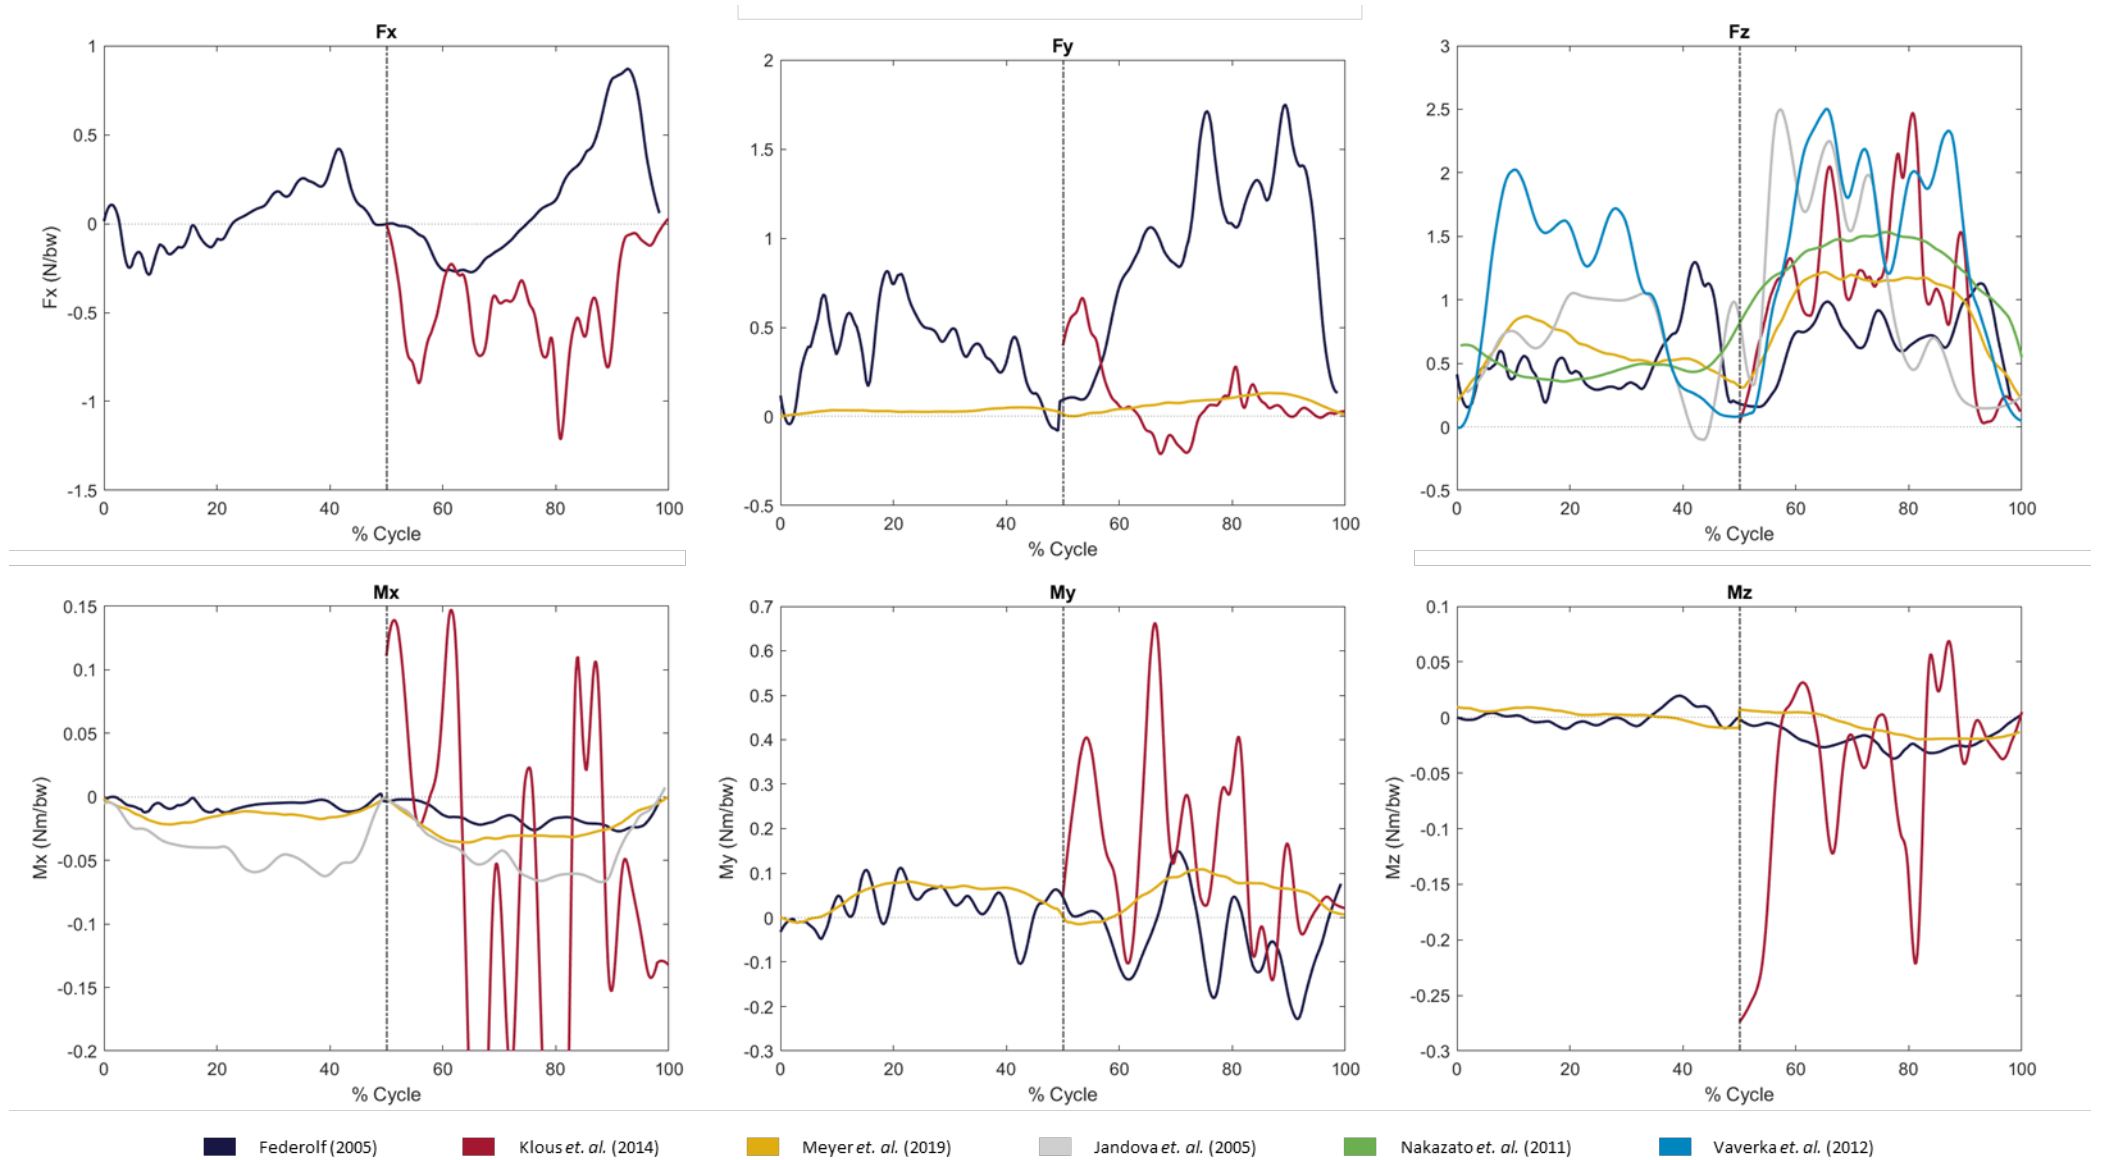 Fx
1
0.5
0
-0.5
-1
-1.5
Fx (N/bw)
0 20 40 60 80 100
% Cycle
Fy
2
1.5
1
0.5
0
-0.5
0 20 40 60 80 100
% Cycle
Fz
3
2.5
2
1.5
1
0.5
0
-0.5
0 20 40 60 80 100
% Cycle
Mx
0.15
0.1
0.05
0
-0.05
-0.1
-0.15
-0.2
Mx (Nm/bw)
0 20 40 60 80 100
% Cycle
My
0.7
0.6
0.5
0.4
0.3
0.2
0.1
0
-0.1
-0.2
-0.3
My (Nm/bw)
0 20 40 60 80 100
% Cycle
Mz
0.1
0.05
0
-0.05
-0.1
-0.15
-0.2
-0.25
-0.3
Mz (Nm/bw)
0 20 40 60 80 100
% Cycle
Federolf (2005) Klous et. al. (2014) Meyer et. al. (2019) Jandova et. al. (2005) Nakazato et. al. (2011) Vaverka et. al. (2012)